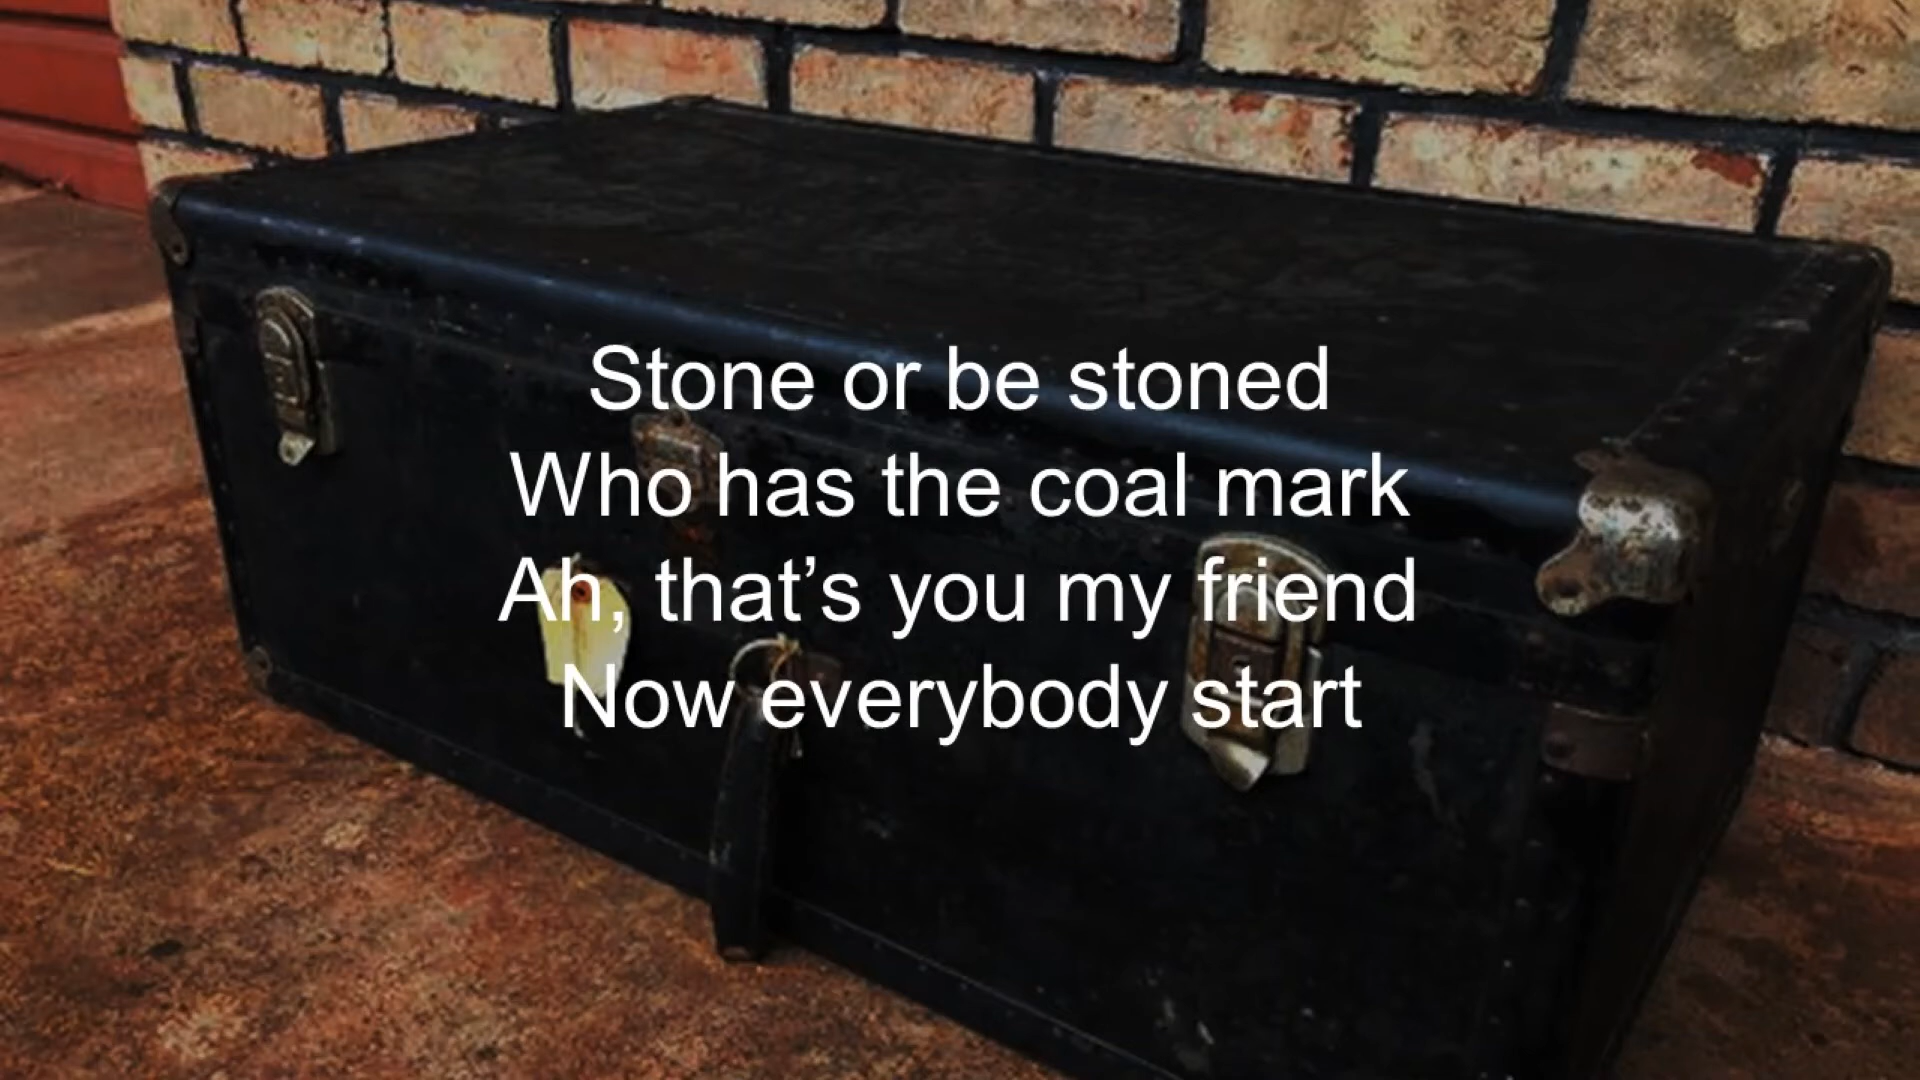 Stone or be stoned
Who has the coal mark
Ah, that’s you my friend
Now everybody start